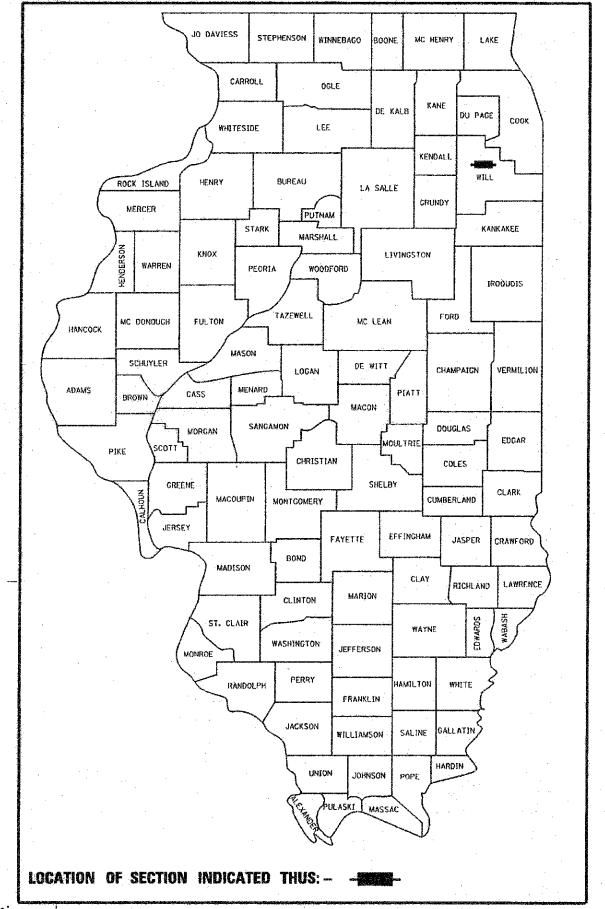 JO DAVIESS
STEPHENSON
WINNEBAGO
BOONE
MC HENRY
LAKE
CARROLL
OGLE
DE KALB
KANE
DU PAGE
COOK
WHITESIDE
LEE
KENDALL
WILL
ROCK ISLAND
HENRY
BUREAU
LA SALLE
GRUNDY
MERCER
PUTNAM
STARK
MARSHALL
KANKAKEE
HENDERSON
WARREN
KNOX
PEORIA
WOODFORD
LIVINGSTON
IROQUOIS
HANCOCK
MC DONOUGH
FULTON
TAZEWELL
MC LEAN
FORD
MASON
SCHUYLER
LOGAN
DE WITT
CHAMPAIGN
VERMILION
ADAMS
BROWN
CASS
MENARD
MACON
PIATT
PIKE
SCOTT
MORGAN
SANGAMON
MOULTRIE
DOUGLAS
EDGAR
CHRISTIAN
COLES
CALHOUN
GREENE
MACOUPIN
MONTGOMERY
SHELBY
CUMBERLAND
CLARK
JERSEY
FAYETTE
EFFINGHAM
JASPER
CRAWFORD
MADISON
BOND
CLAY
RICHLAND
LAWRENCE
CLINTON
MARION
ST. CLAIR
WAYNE
EDWARDS
WABASH
MONROE
WASHINGTON
JEFFERSON
RANDOLPH
PERRY
HAMILTON
WHITE
FRANKLIN
JACKSON
WILLIAMSON
SALINE
GALLATIN
UNION
JOHNSON
POPE
HARDIN
ALEXANDER
PULASKI
MASSAC
LOCATION OF SECTION INDICATED THUS: -